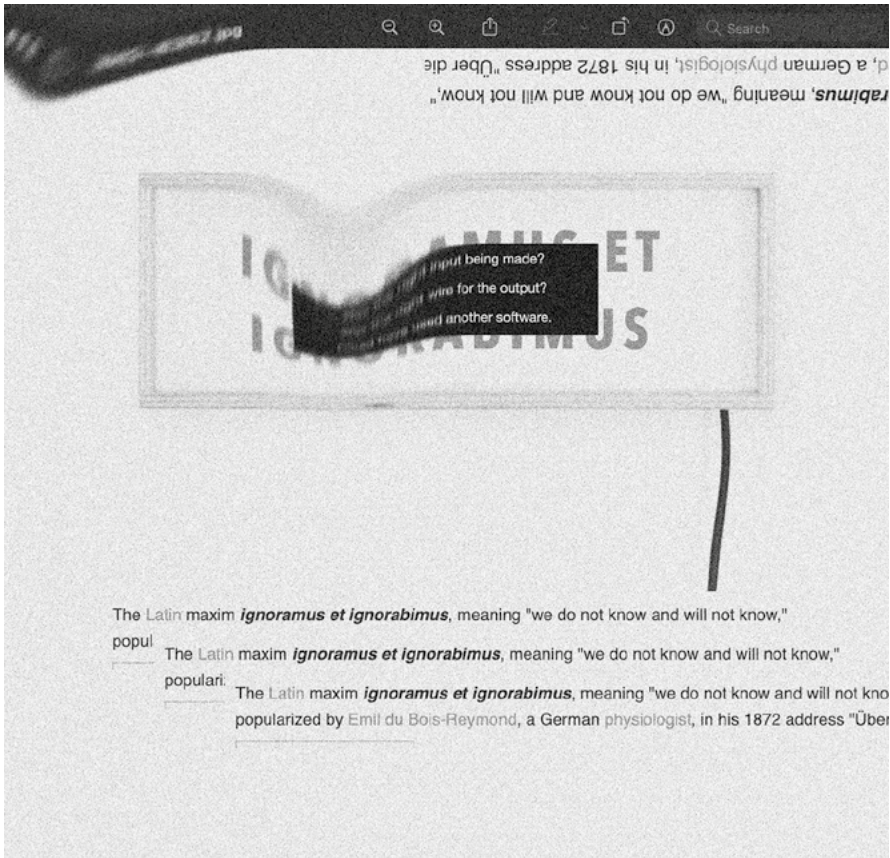 Search
d, a German physiologist, in his 1872 address "Über die
rabimus, meaning "we do not know and will not know,"
AMUS ET
input being made?
wire for the output?
need another software.
IGNORABIMUS
The Latin maxim ignoramus et ignorabimus, meaning "we do not know and will not know,"
popul
The Latin maxim ignoramus et ignorabimus, meaning "we do not know and will not know,"
populari
The Latin maxim ignoramus et ignorabimus, meaning "we do not know and will not kno
popularized by Emil du Bois-Reymond, a German physiologist, in his 1872 address "Über